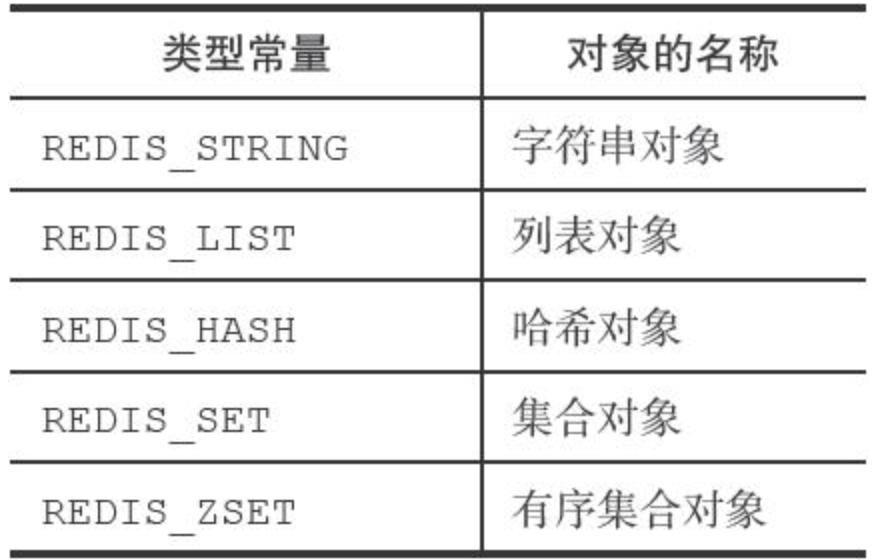 类型常量 对象的名称
REDIS_STRING 字符串对象
REDIS_LIST 列表对象
REDIS_HASH 哈希对象
REDIS_SET 集合对象
REDIS_ZSET 有序集合对象